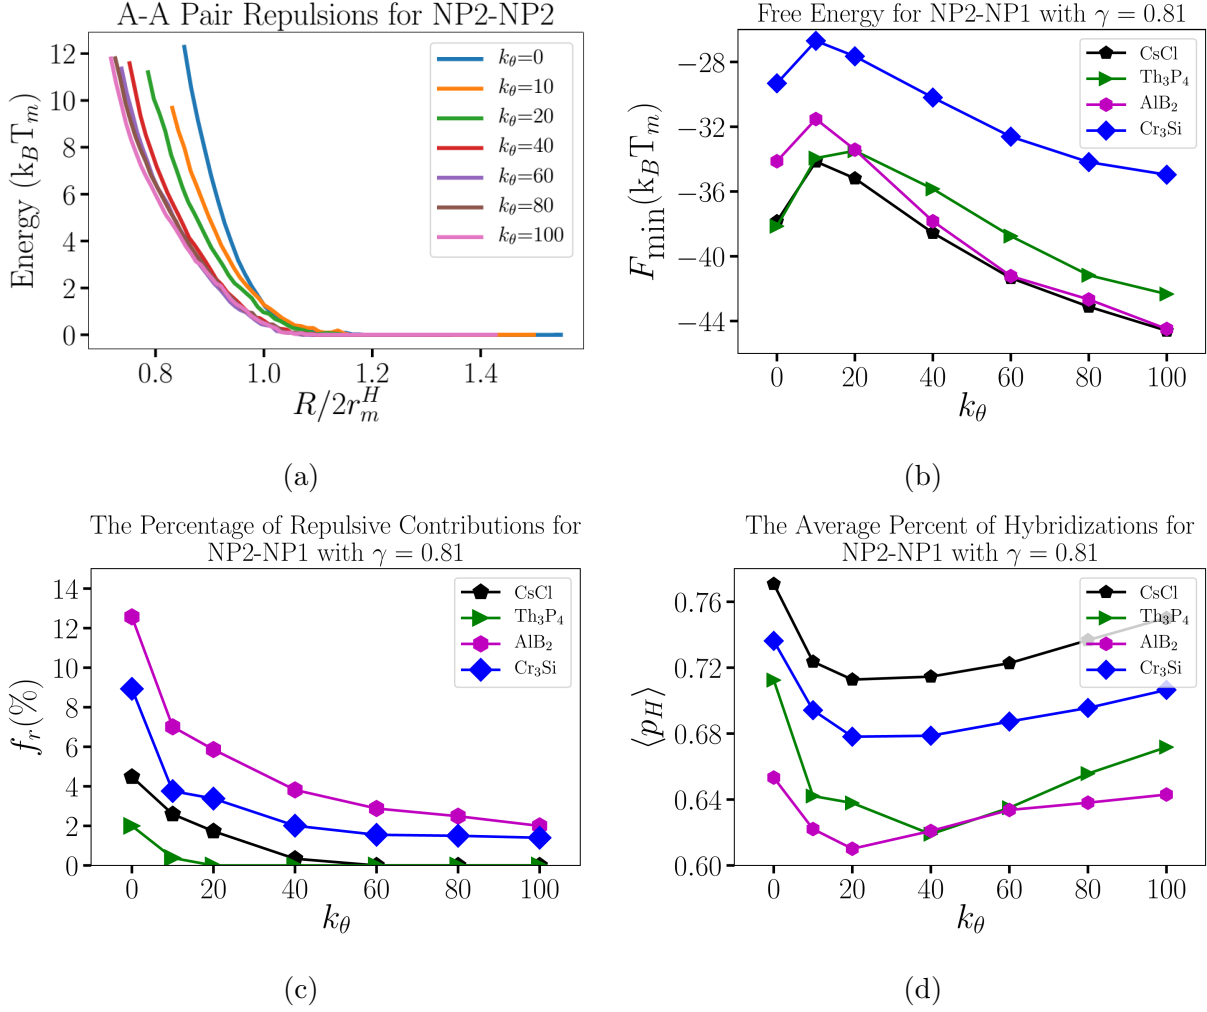 A-A Pair Repulsions for NP2-NP2
Energy (k_BT_m)
12
10
8
6
4
2
0
k_θ=0
k_θ=10
k_θ=20
k_θ=40
k_θ=60
k_θ=80
k_θ=100
0.8 1.0 1.2 1.4
R/2r_m^H
(a)
Free Energy for NP2-NP1 with γ = 0.81
F_min(k_BT_m)
−28
−32
−36
−40
−44
CsCl
Th₃P₄
AlB₂
Cr₃Si
0 20 40 60 80 100
k_θ
(b)
The Percentage of Repulsive Contributions for
NP2-NP1 with γ = 0.81
f_r(%)
14
12
10
8
6
4
2
0
CsCl
Th₃P₄
AlB₂
Cr₃Si
0 20 40 60 80 100
k_θ
(c)
The Average Percent of Hybridizations for
NP2-NP1 with γ = 0.81
⟨p_H⟩
0.76
0.72
0.68
0.64
0.60
CsCl
Th₃P₄
AlB₂
Cr₃Si
0 20 40 60 80 100
k_θ
(d)